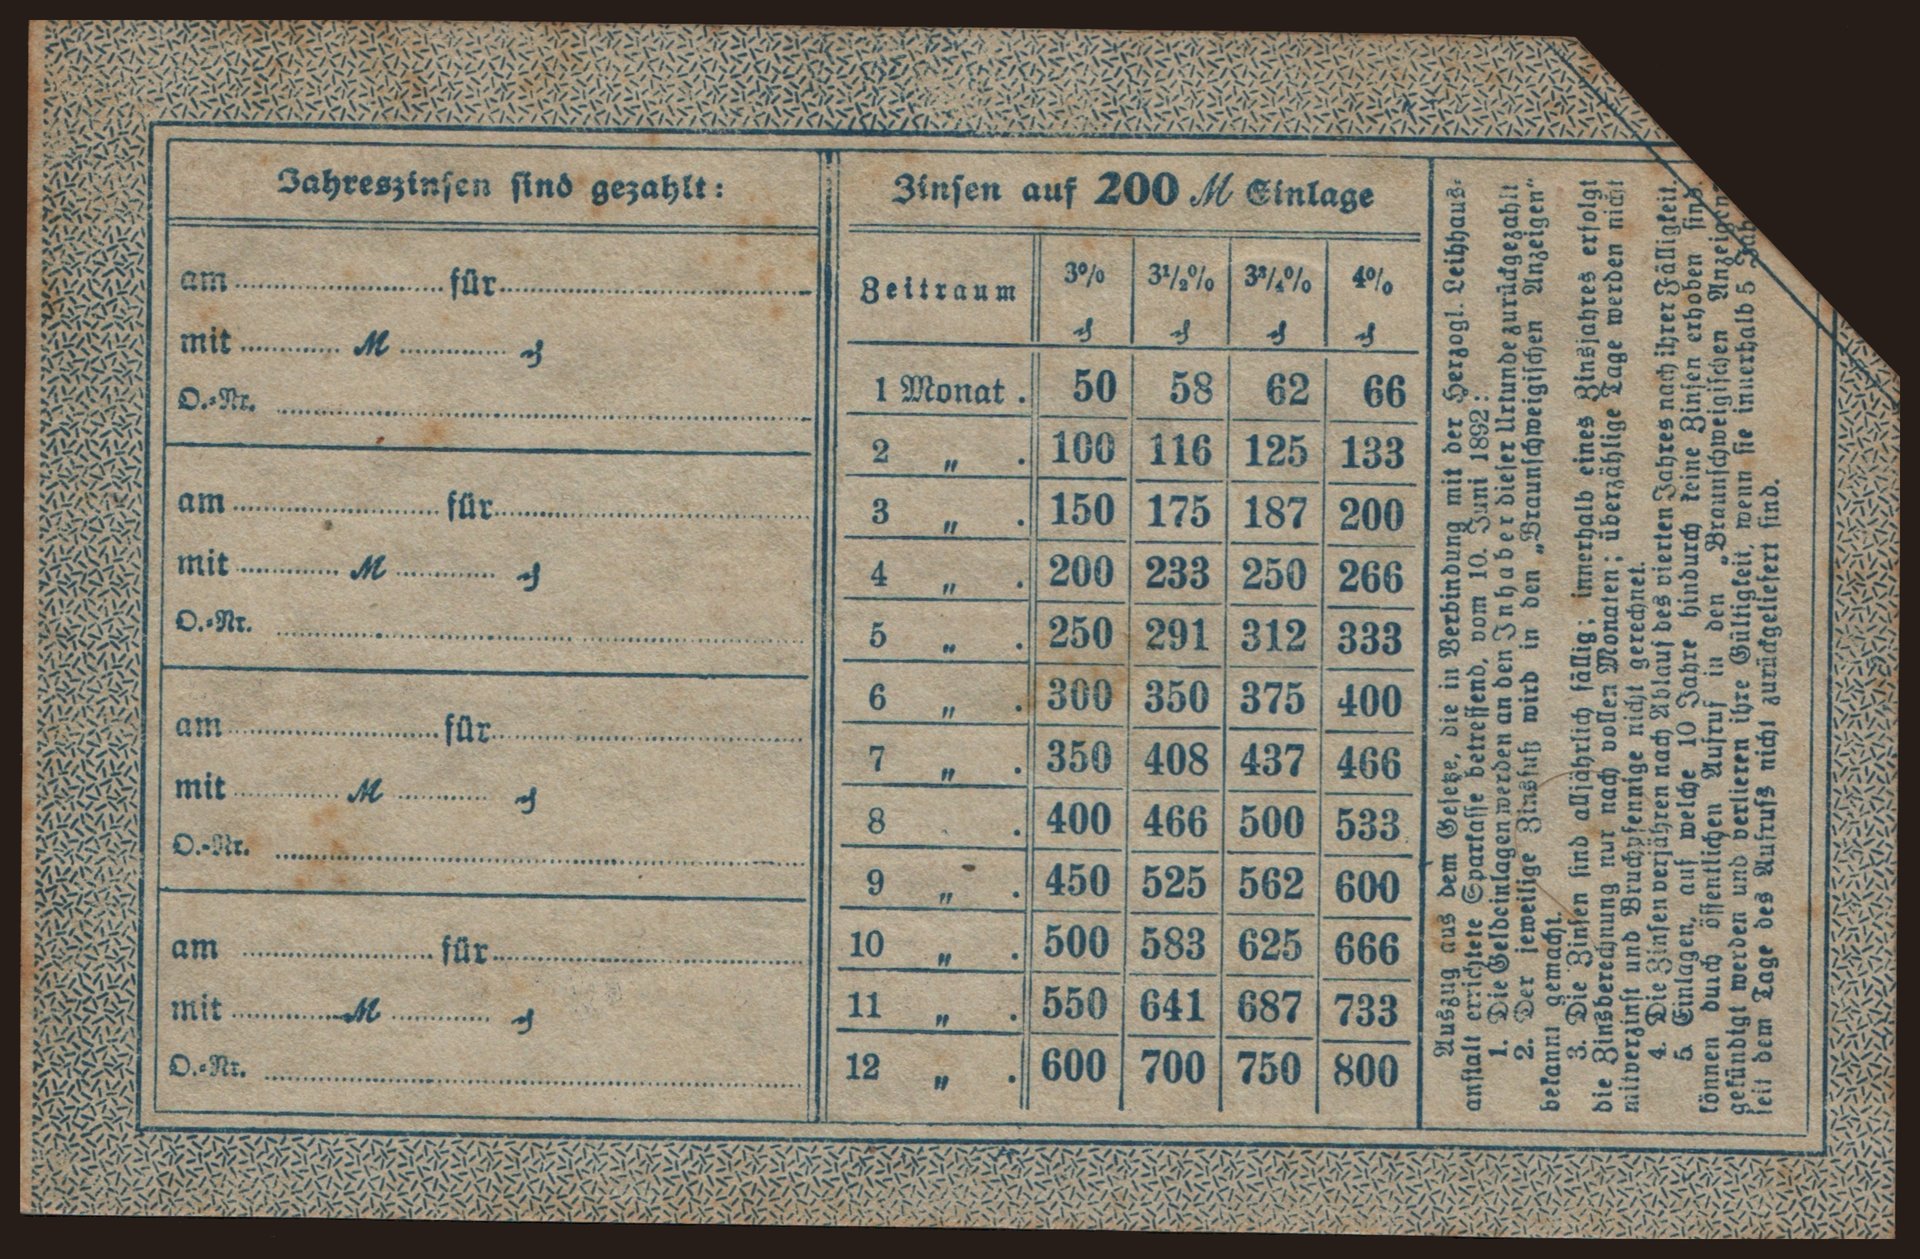 Jahreszinsen sind gezahlt:
am ........ für ........
mit ........ M ........ ₰
O.-Nr. ........
am ........ für ........
mit ........ M ........ ₰
O.-Nr. ........
am ........ für ........
mit ........ M ........ ₰
O.-Nr. ........
am ........ für ........
mit ........ M ........ ₰
O.-Nr. ........
Zinsen auf 200 M Einlage
Zeitraum 3% 3¹/₂% 3³/₄% 4%
₰ ₰ ₰ ₰
1 Monat . 50 58 62 66
2 „ . 100 116 125 133
3 „ . 150 175 187 200
4 „ . 200 233 250 266
5 „ . 250 291 312 333
6 „ . 300 350 375 400
7 „ . 350 408 437 466
8 . 400 466 500 533
9 „ . 450 525 562 600
10 „ . 500 583 625 666
11 „ . 550 641 687 733
12 „ . 600 700 750 800
Auszug aus dem Gesetze, die in Verbindung mit der Herzogl. Leihhaus-
anstalt errichtete Sparkasse betreffend, vom 10. Juni 1892:
1. Die Geldeinlagen werden an den Inhaber dieser Urkunde zurückgezahlt
2. Der jeweilige Zinsfuß wird in den „Braunschweigischen Anzeigen“
bekannt gemacht.
3. Die Zinsen sind alljährlich fällig; innerhalb eines Zinsjahres erfolgt
die Zinsberechnung nur nach vollen Monaten; überzählige Tage werden nicht
mitverzinst und Bruchpfennige nicht gerechnet.
4. Die Zinsen verjähren nach Ablauf des vierten Jahres nach ihrer Fälligkeit.
5. Einlagen, auf welche 10 Jahre hindurch keine Zinsen erhoben sind,
können durch öffentlichen Aufruf in den „Braunschweigischen Anzeigen
gekündigt werden und verlieren ihre Gültigkeit, wenn sie innerhalb 5 Jahr
seit dem Tage des Aufrufs nicht zurückgeliefert sind.